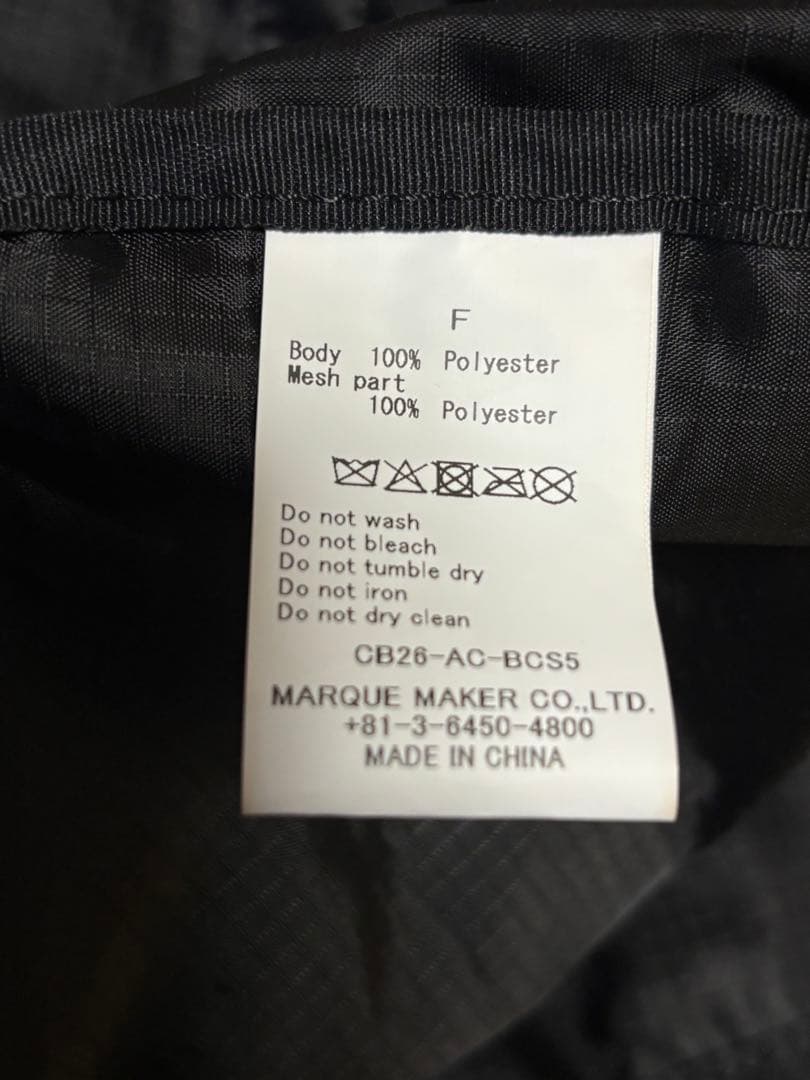 F
Body 100% Polyester
Mesh part
100% Polyester
Do not wash
Do not bleach
Do not tumble dry
Do not iron
Do not dry clean
CB26-AC-BCS5
MARQUE MAKER CO.,LTD.
+81-3-6450-4800
MADE IN CHINA